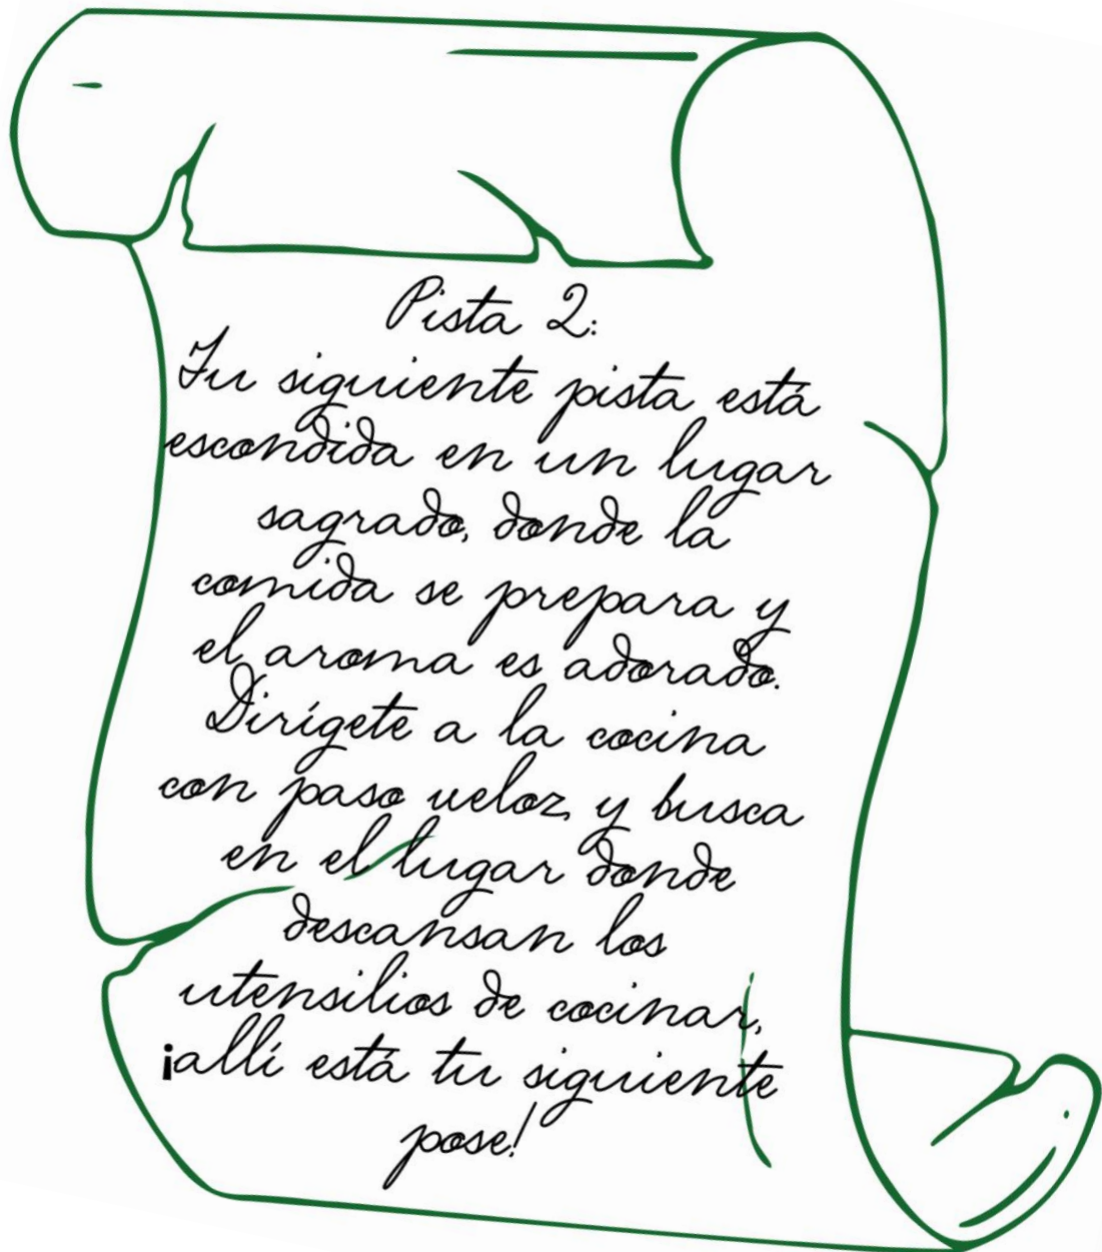 Pista 2:
Tu siguiente pista está
escondida en un lugar
sagrado, donde la
comida se prepara y
el aroma es adorado.
Dirígete a la cocina
con paso veloz, y busca
en el lugar donde
descansan los
utensilios de cocinar,
¡allí está tu siguiente
pose!